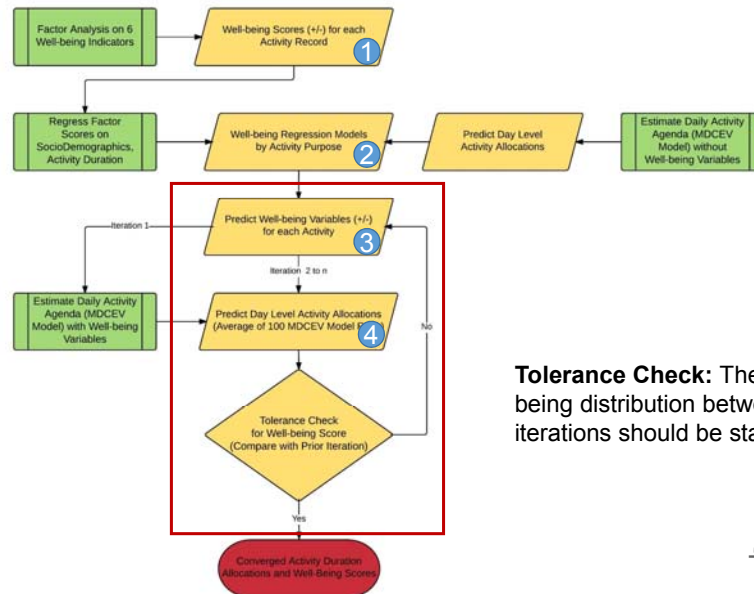 Factor Analysis on 6
Well-being Indicators
Well-being Scores (+/-) for each
Activity Record
1
Regress Factor
Scores on
SocioDemographics,
Activity Duration
Well-being Regression Models
by Activity Purpose
2
Predict Day Level
Activity Allocations
Estimate Daily Activity
Agenda (MDCEV
Model) without
Well-being Variables
Predict Well-being Variables (+/-)
for each Activity
3
Iteration 1
Iteration 2 to n
No
Estimate Daily Activity
Agenda (MDCEV
Model) with Well-being
Variables
Predict Day Level Activity Allocations
(Average of 100 MDCEV Model
4
Tolerance Check
for Well-being Score
(Compare with Prior Iteration)
Yes
Converged Activity Duration
Allocations and Well-Being Scores
Tolerance Check: The
being distribution betw
iterations should be sta